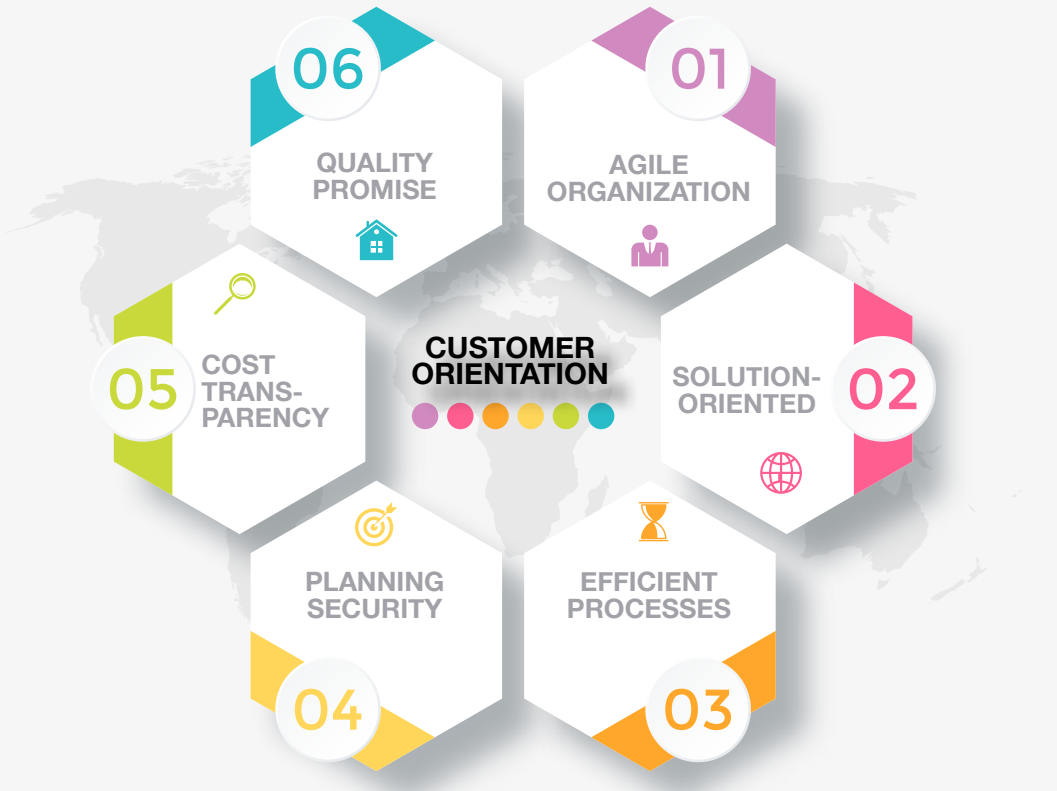 06
QUALITY
PROMISE
01
AGILE
ORGANIZATION
CUSTOMER
ORIENTATION
05
COST
TRANS-
PARENCY
SOLUTION-
ORIENTED
02
PLANNING
SECURITY
04
EFFICIENT
PROCESSES
03